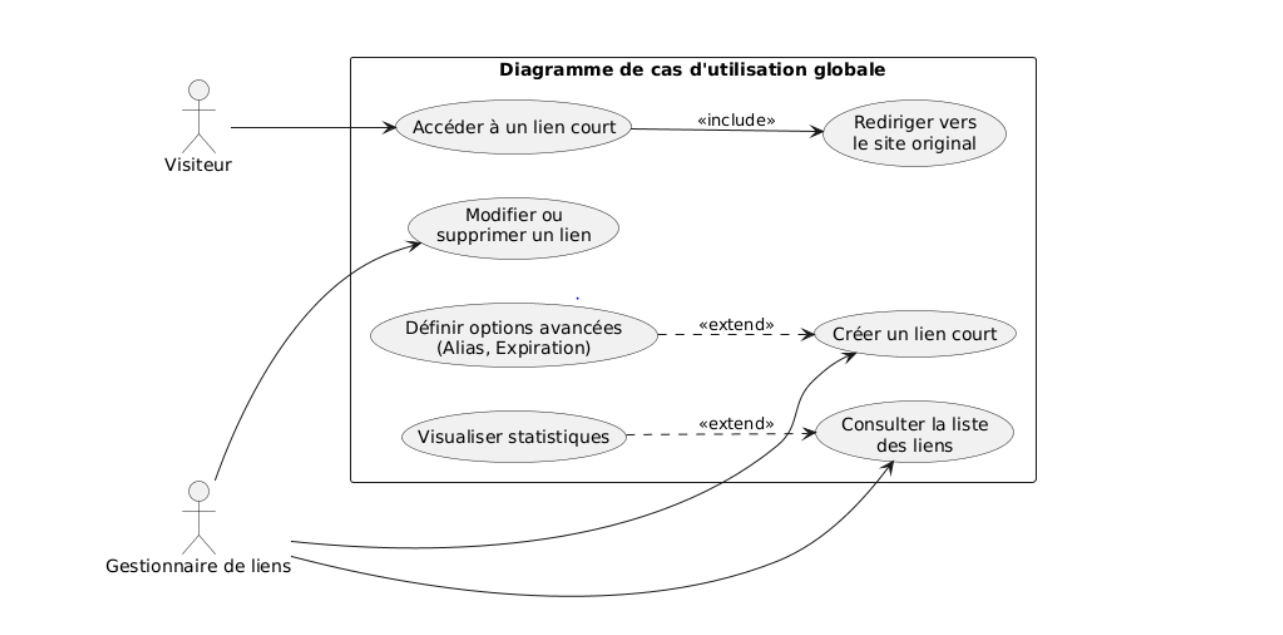 Diagramme de cas d'utilisation globale
Visiteur
Accéder à un lien court
«include»
Rediriger vers
le site original
Modifier ou
supprimer un lien
Définir options avancées
(Alias, Expiration)
«extend»
Créer un lien court
Visualiser statistiques
«extend»
Consulter la liste
des liens
Gestionnaire de liens